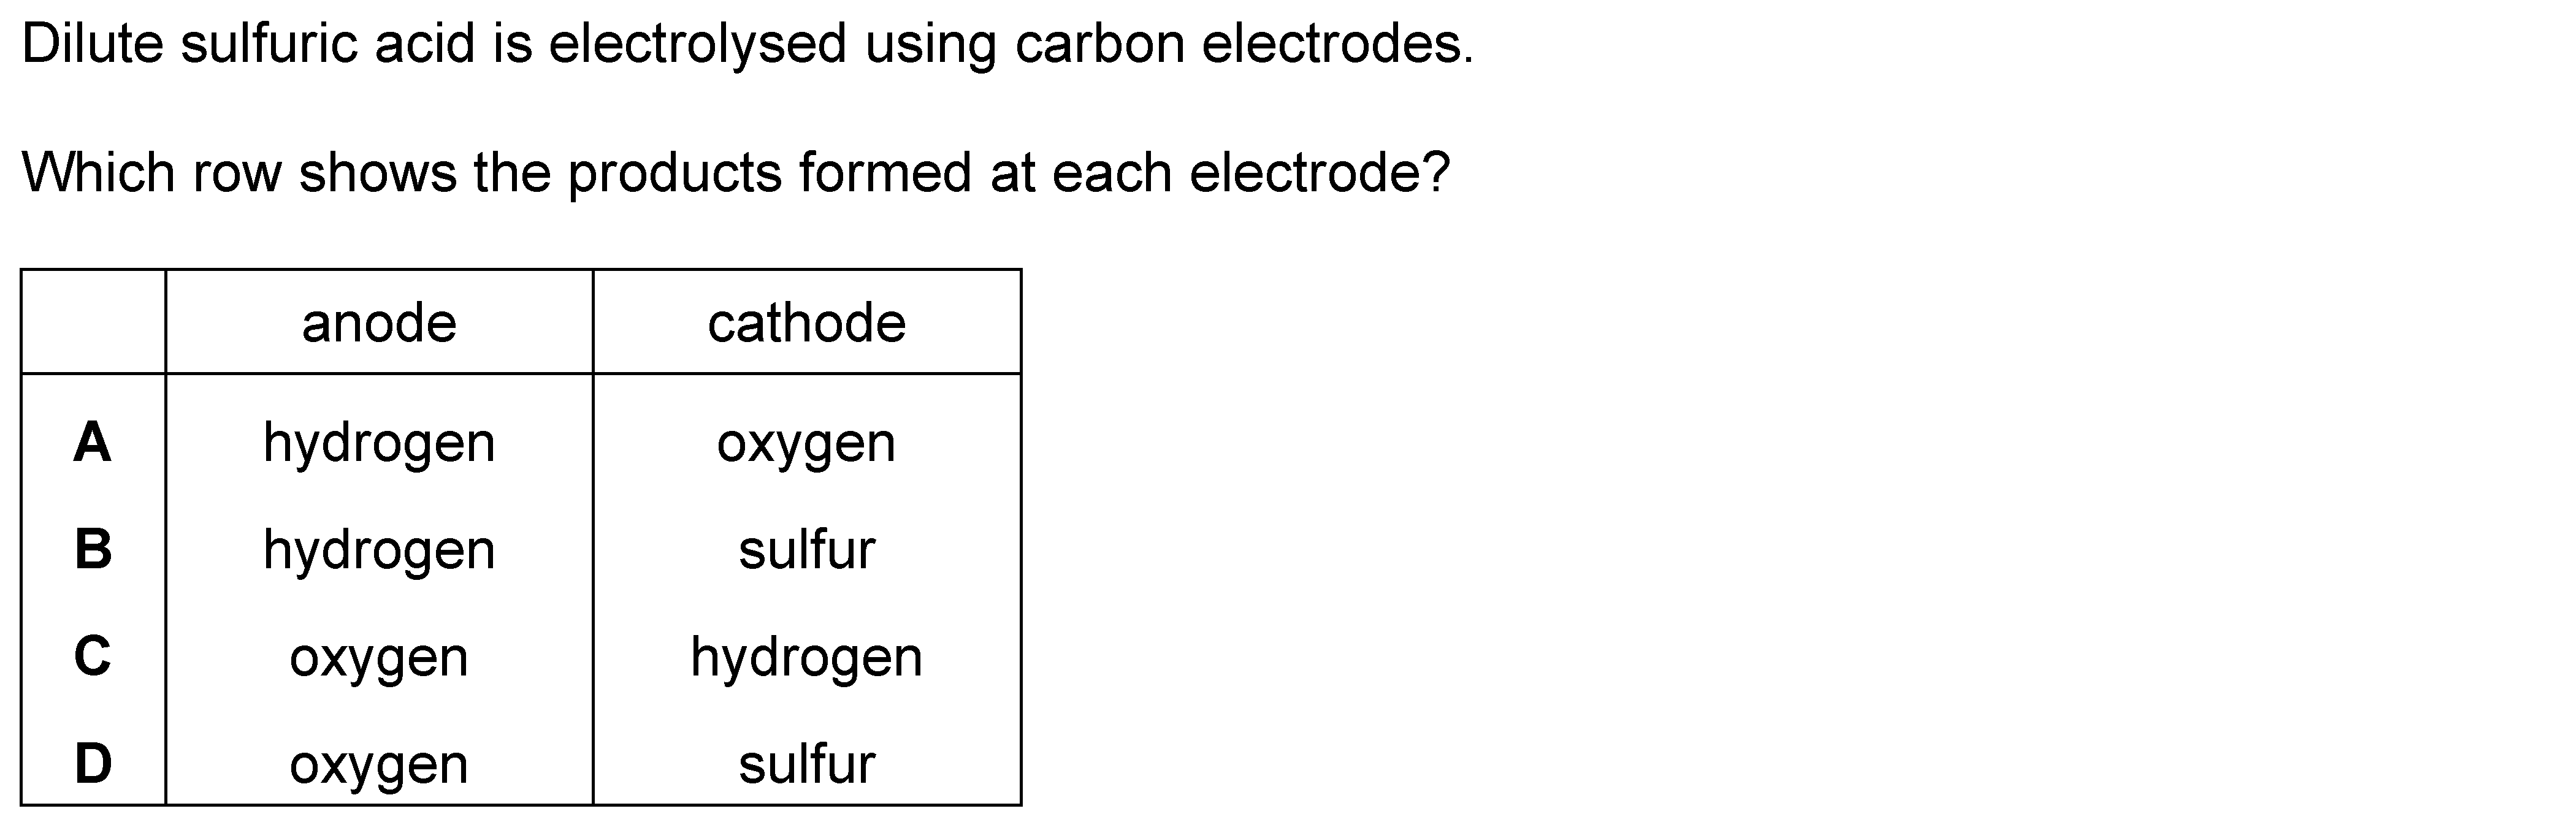 Dilute sulfuric acid is electrolysed using carbon electrodes.
Which row shows the products formed at each electrode?
anode cathode
A hydrogen oxygen
B hydrogen sulfur
C oxygen hydrogen
D oxygen sulfur